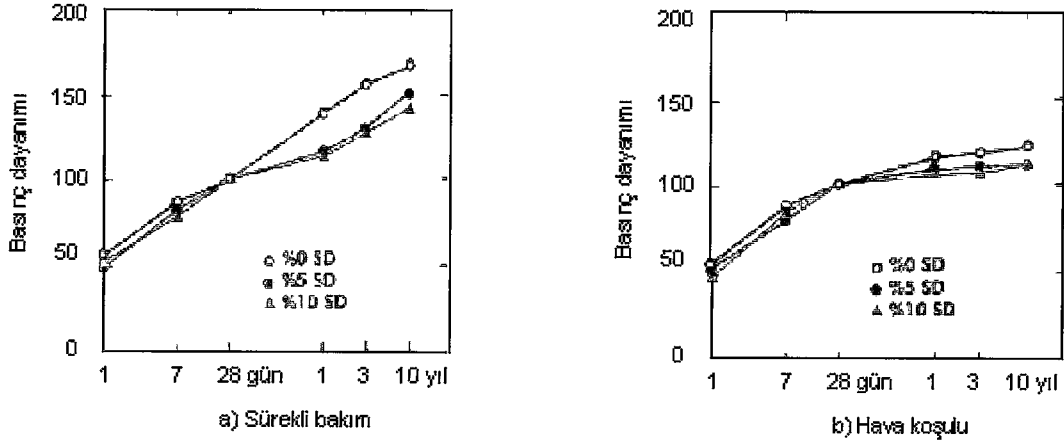 200
150
100
50
0
Basınç dayanımı
%0 SD
%5 SD
%10 SD
1 7 28 gün 1 3 10 yıl
a) Sürekli bakım
200
150
100
50
0
Basınç dayanımı
%0 SD
%5 SD
%10 SD
1 7 28 gün 1 3 10 yıl
b) Hava koşulu